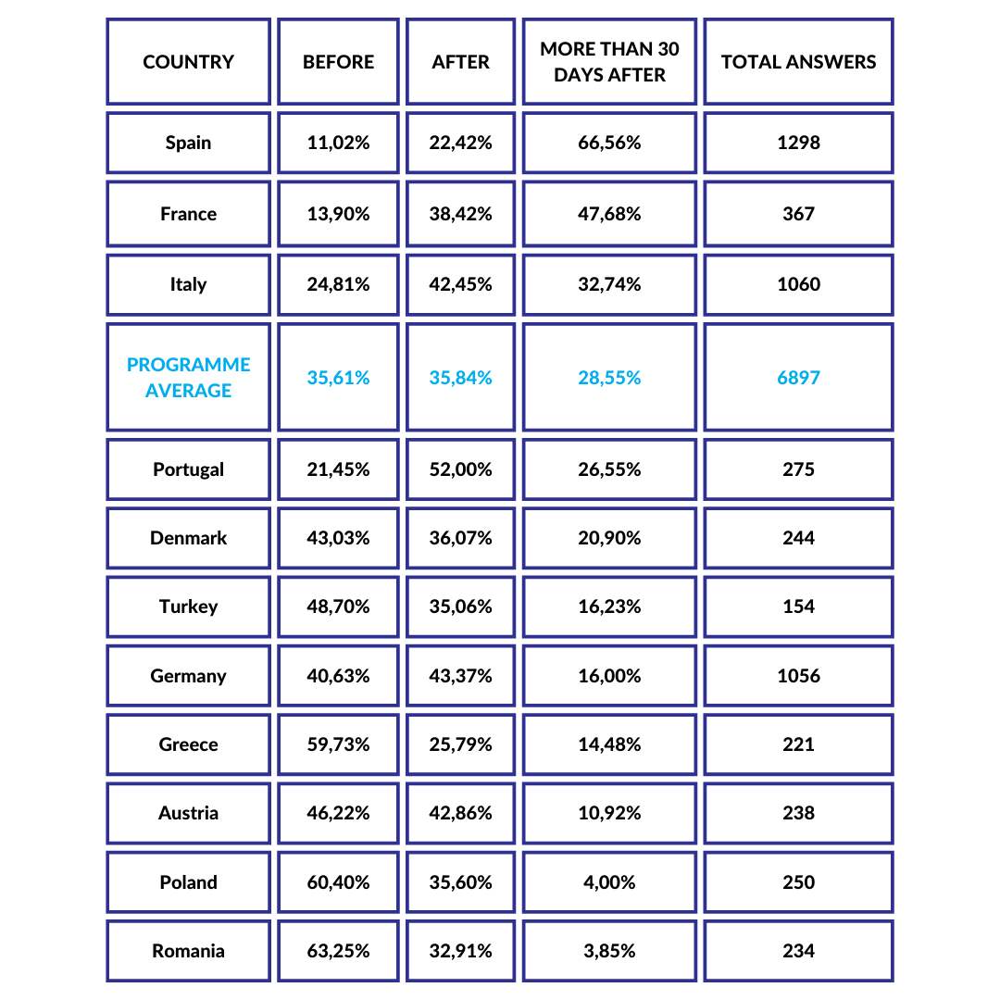 COUNTRY BEFORE AFTER MORE THAN 30 DAYS AFTER TOTAL ANSWERS
Spain 11,02% 22,42% 66,56% 1298
France 13,90% 38,42% 47,68% 367
Italy 24,81% 42,45% 32,74% 1060
PROGRAMME AVERAGE 35,61% 35,84% 28,55% 6897
Portugal 21,45% 52,00% 26,55% 275
Denmark 43,03% 36,07% 20,90% 244
Turkey 48,70% 35,06% 16,23% 154
Germany 40,63% 43,37% 16,00% 1056
Greece 59,73% 25,79% 14,48% 221
Austria 46,22% 42,86% 10,92% 238
Poland 60,40% 35,60% 4,00% 250
Romania 63,25% 32,91% 3,85% 234